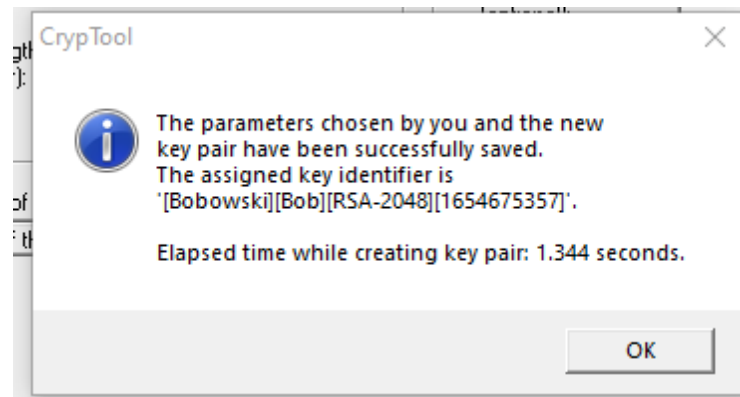 CrypTool
The parameters chosen by you and the new
key pair have been successfully saved.
The assigned key identifier is
'[Bobowski][Bob][RSA-2048][1654675357]'.
Elapsed time while creating key pair: 1.344 seconds.
OK